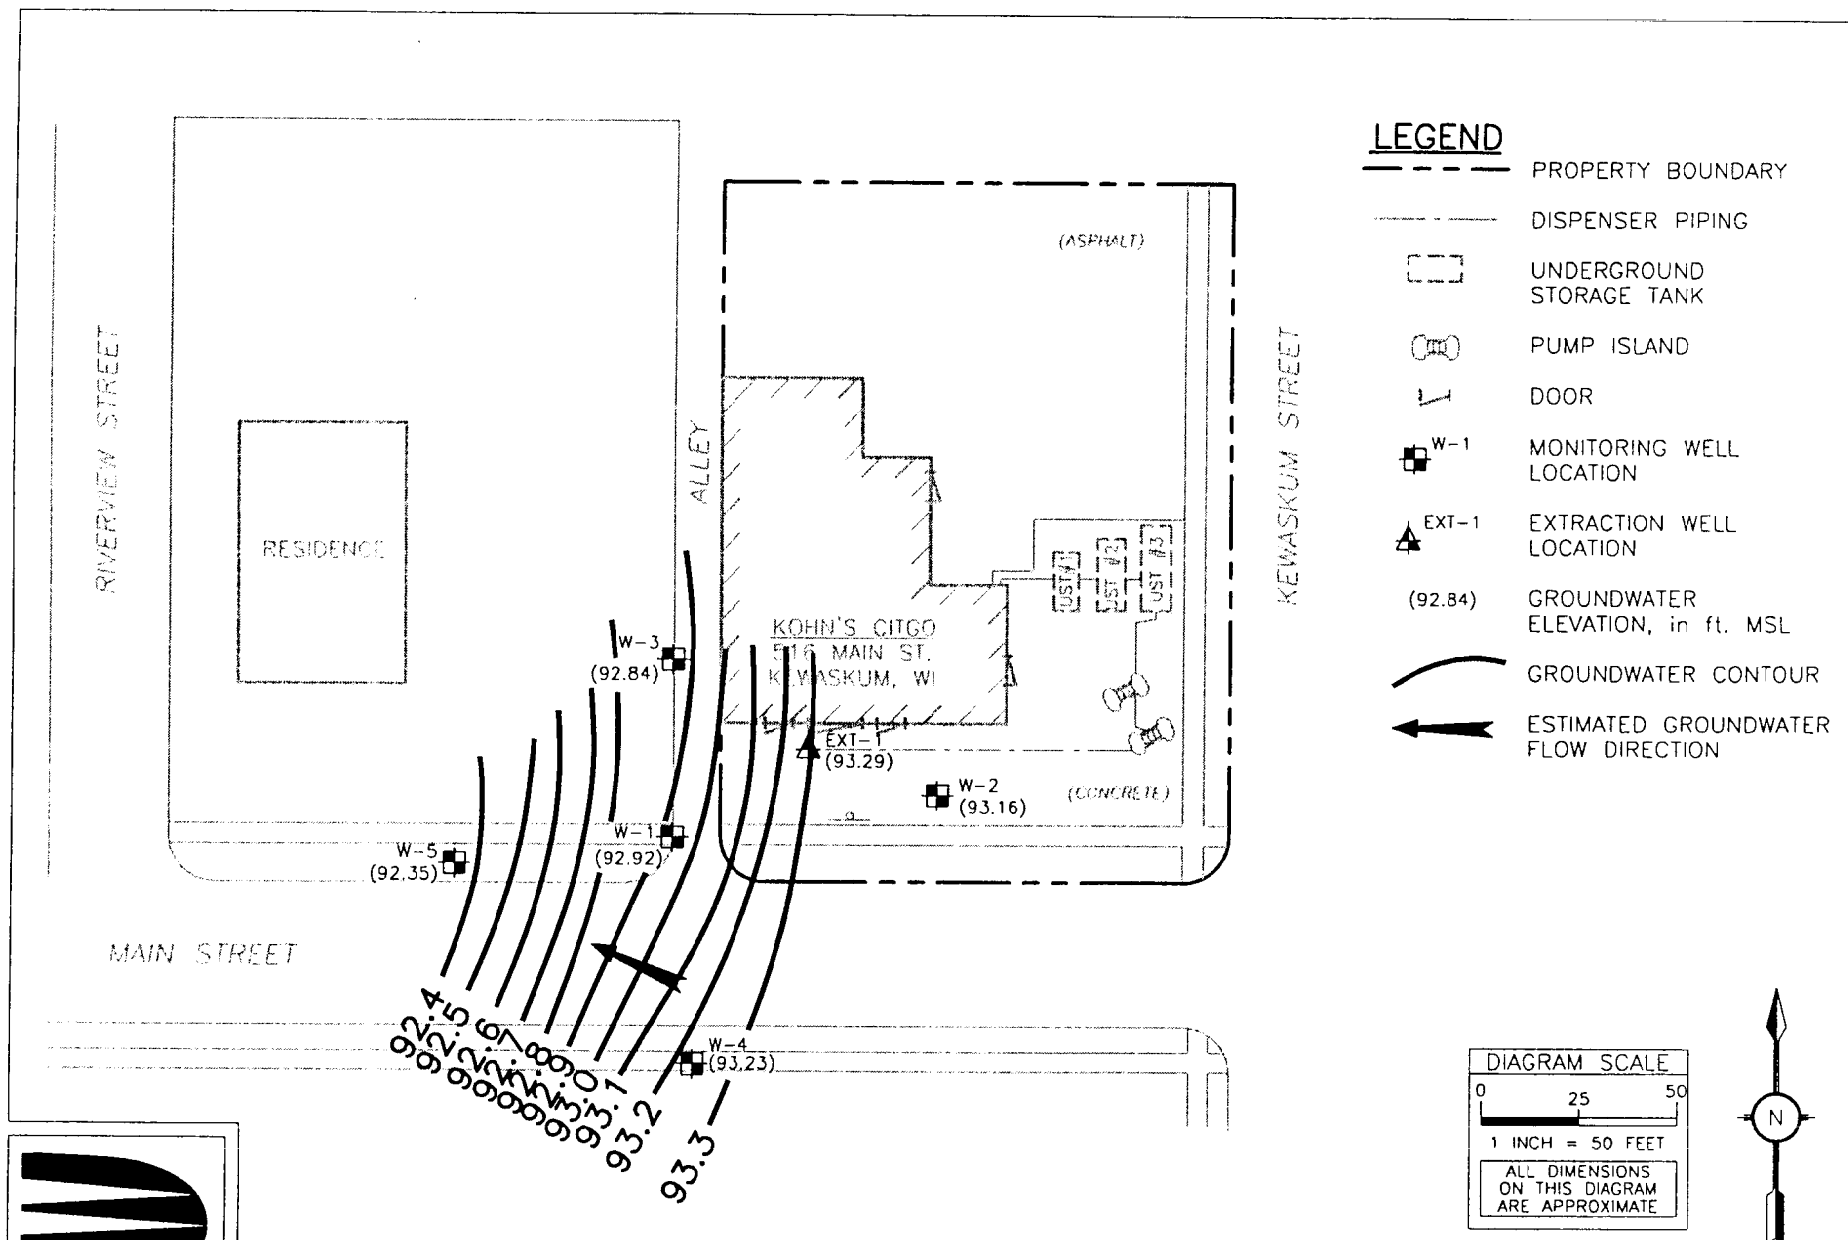 LEGEND
PROPERTY BOUNDARY
DISPENSER PIPING
UNDERGROUND
STORAGE TANK
PUMP ISLAND
DOOR
W-1
MONITORING WELL
LOCATION
EXT-1
EXTRACTION WELL
LOCATION
(92.84)
GROUNDWATER
ELEVATION, in ft. MSL
GROUNDWATER CONTOUR
ESTIMATED GROUNDWATER
FLOW DIRECTION
(ASPHALT)
RIVERVIEW STREET
ALLEY
KEWASKUM STREET
RESIDENCE
UST #1
UST #2
UST #3
KOHN'S CITGO
516 MAIN ST.
KEWASKUM, WI
W-3
(92.84)
EXT-1
(93.29)
W-2
(93.16)
(CONCRETE)
W-1
(92.92)
W-5
(92.35)
MAIN STREET
W-4
(93.23)
92.4
92.5
92.6
92.7
92.8
92.9
93.0
93.1
93.2
93.3
DIAGRAM SCALE
0 25 50
1 INCH = 50 FEET
ALL DIMENSIONS
ON THIS DIAGRAM
ARE APPROXIMATE
N